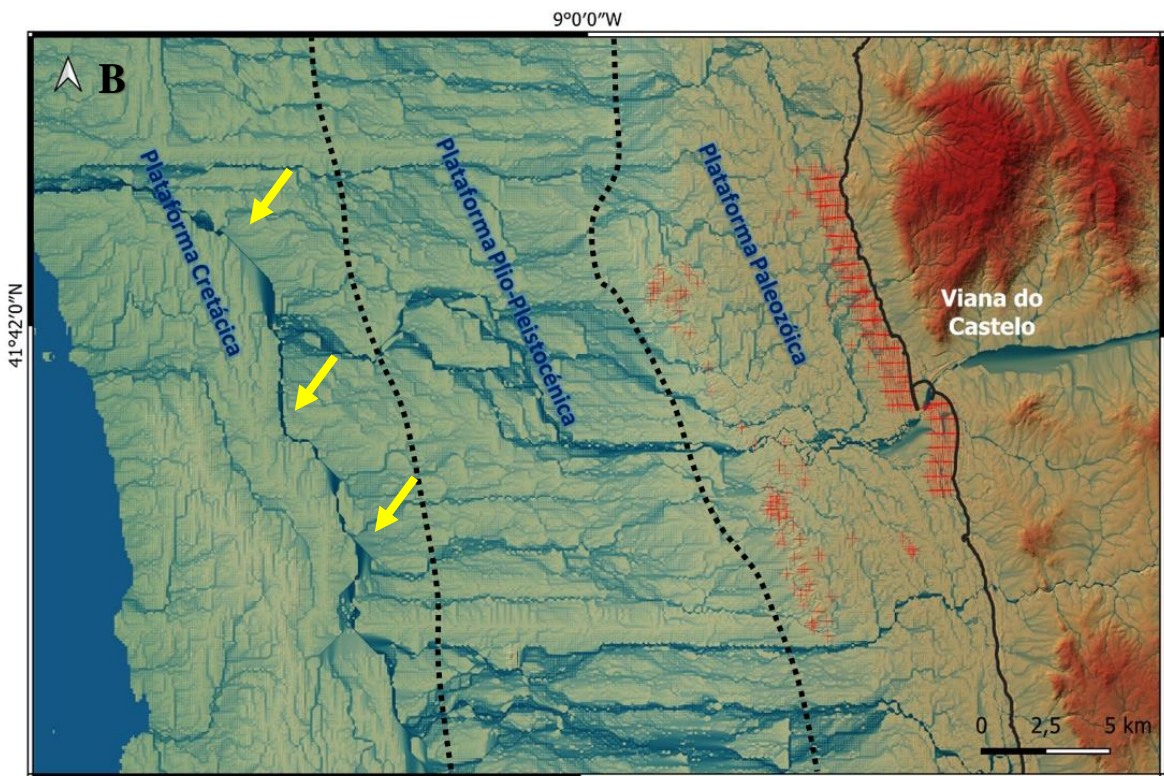 9°0'0"W
B
41°42'0"N
Plataforma Cretácica
Plataforma Plio-Pleistocénica
Plataforma Paleozóica
Viana do
Castelo
0 2,5 5 km